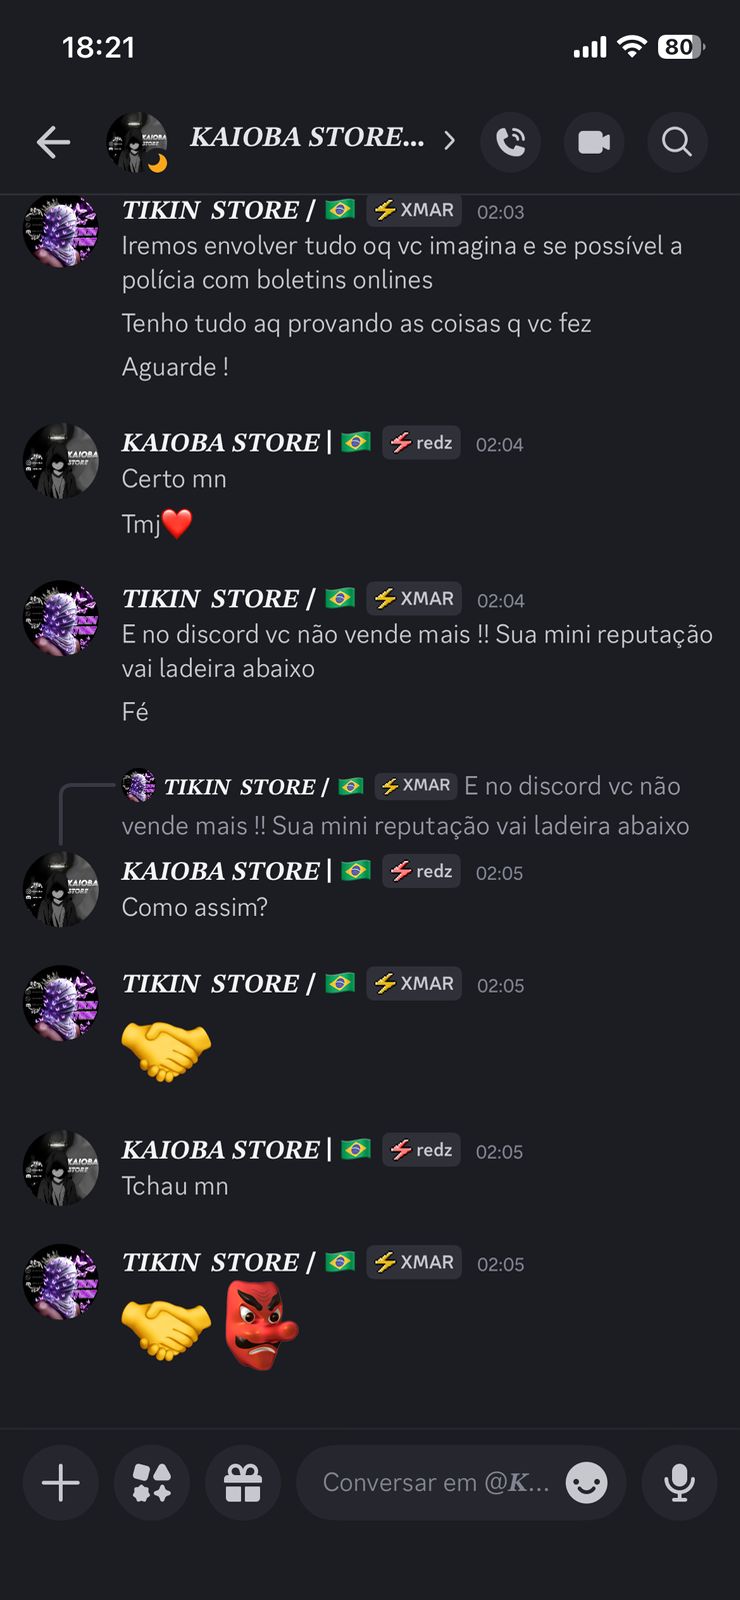 18:21
80
KAIOBA STORE...
TIKIN STORE / XMAR 02:03
Iremos envolver tudo oq vc imagina e se possível a
polícia com boletins onlines
Tenho tudo aq provando as coisas q vc fez
Aguarde !
KAIOBA STORE | redz 02:04
Certo mn
Tmj❤️
TIKIN STORE / XMAR 02:04
E no discord vc não vende mais !! Sua mini reputação
vai ladeira abaixo
Fé
TIKIN STORE / XMAR E no discord vc não
vende mais !! Sua mini reputação vai ladeira abaixo
KAIOBA STORE | redz 02:05
Como assim?
TIKIN STORE / XMAR 02:05
KAIOBA STORE | redz 02:05
Tchau mn
TIKIN STORE / XMAR 02:05
Conversar em @K...